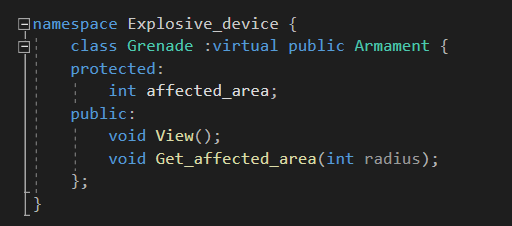 namespace Explosive_device {
class Grenade :virtual public Armament {
protected:
int affected_area;
public:
void View();
void Get_affected_area(int radius);
};
}